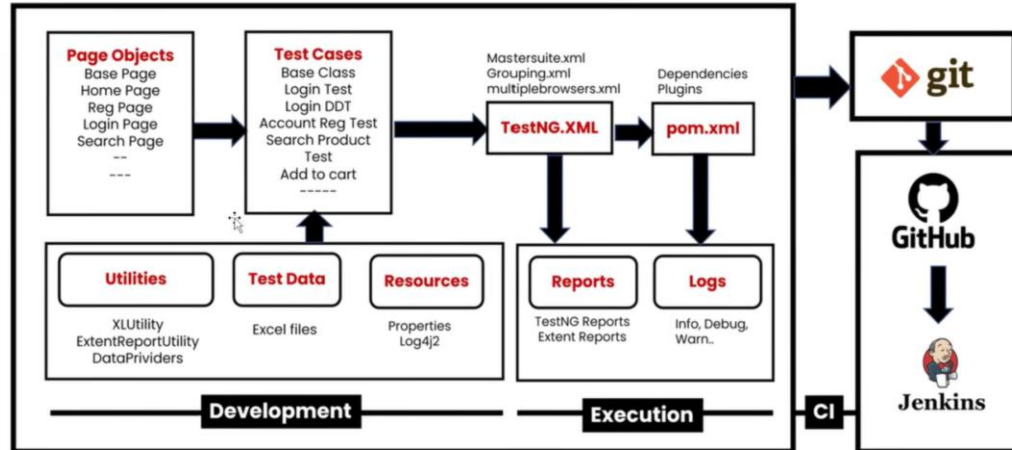 Page Objects
Base Page
Home Page
Reg Page
Login Page
Search Page
--
---
Test Cases
Base Class
Login Test
Login DDT
Account Reg Test
Search Product
Test
Add to cart
-----
Mastersuite.xml
Grouping.xml
multiplebrowsers.xml
TestNG.XML
Dependencies
Plugins
pom.xml
git
GitHub
Jenkins
Utilities
XLUtility
ExtentReportUtility
DataPrividers
Test Data
Excel files
Resources
Properties
Log4j2
Reports
TestNG Reports
Extent Reports
Logs
Info, Debug,
Warn..
Development
Execution
CI